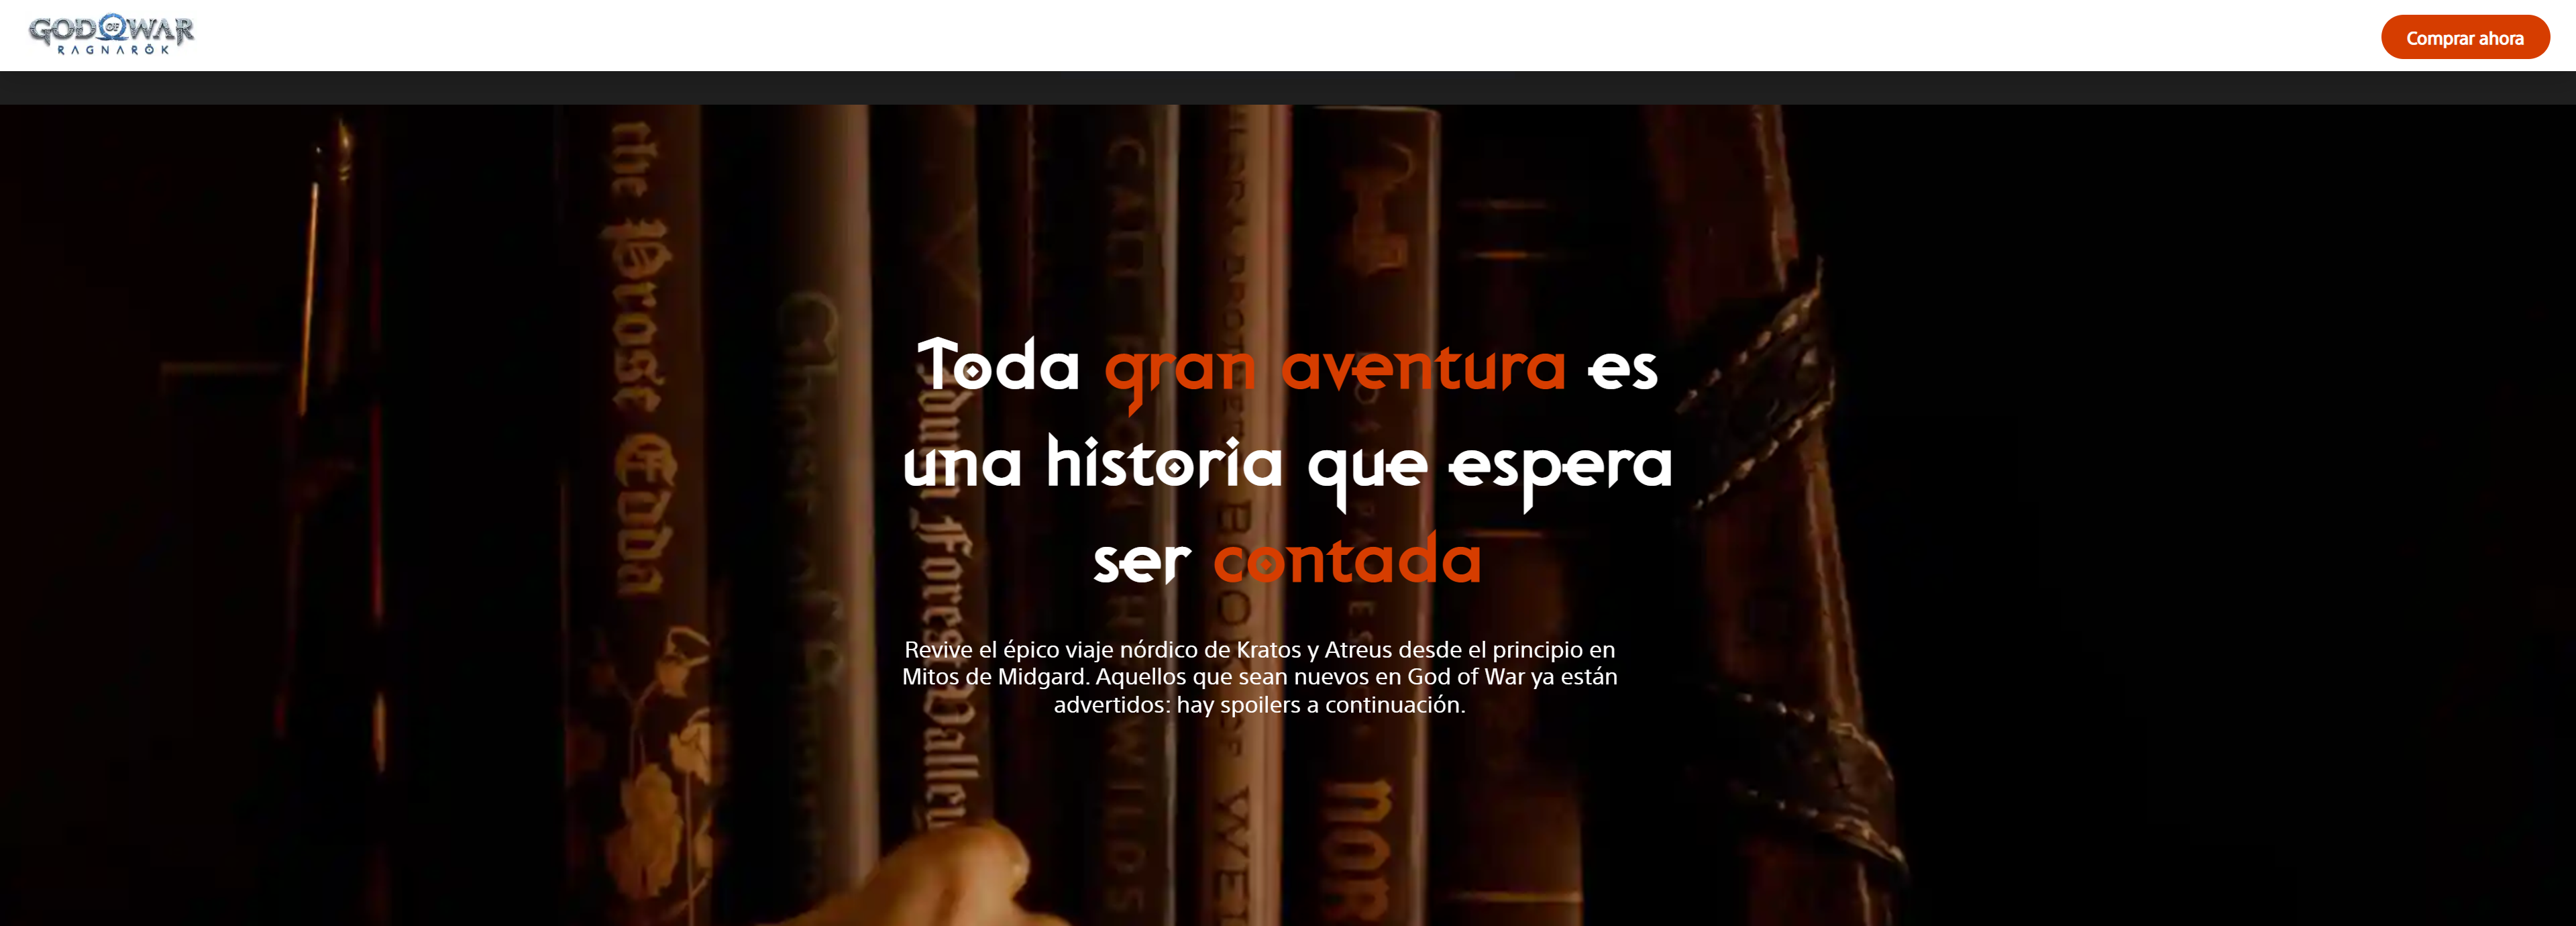 GOD OF WAR
RAGNARÖK
Comprar ahora
the Prose Edda
Toda gran aventura es
una historia que espera
ser contada
Revive el épico viaje nórdico de Kratos y Atreus desde el principio en
Mitos de Midgard. Aquellos que sean nuevos en God of War ya están
advertidos: hay spoilers a continuación.